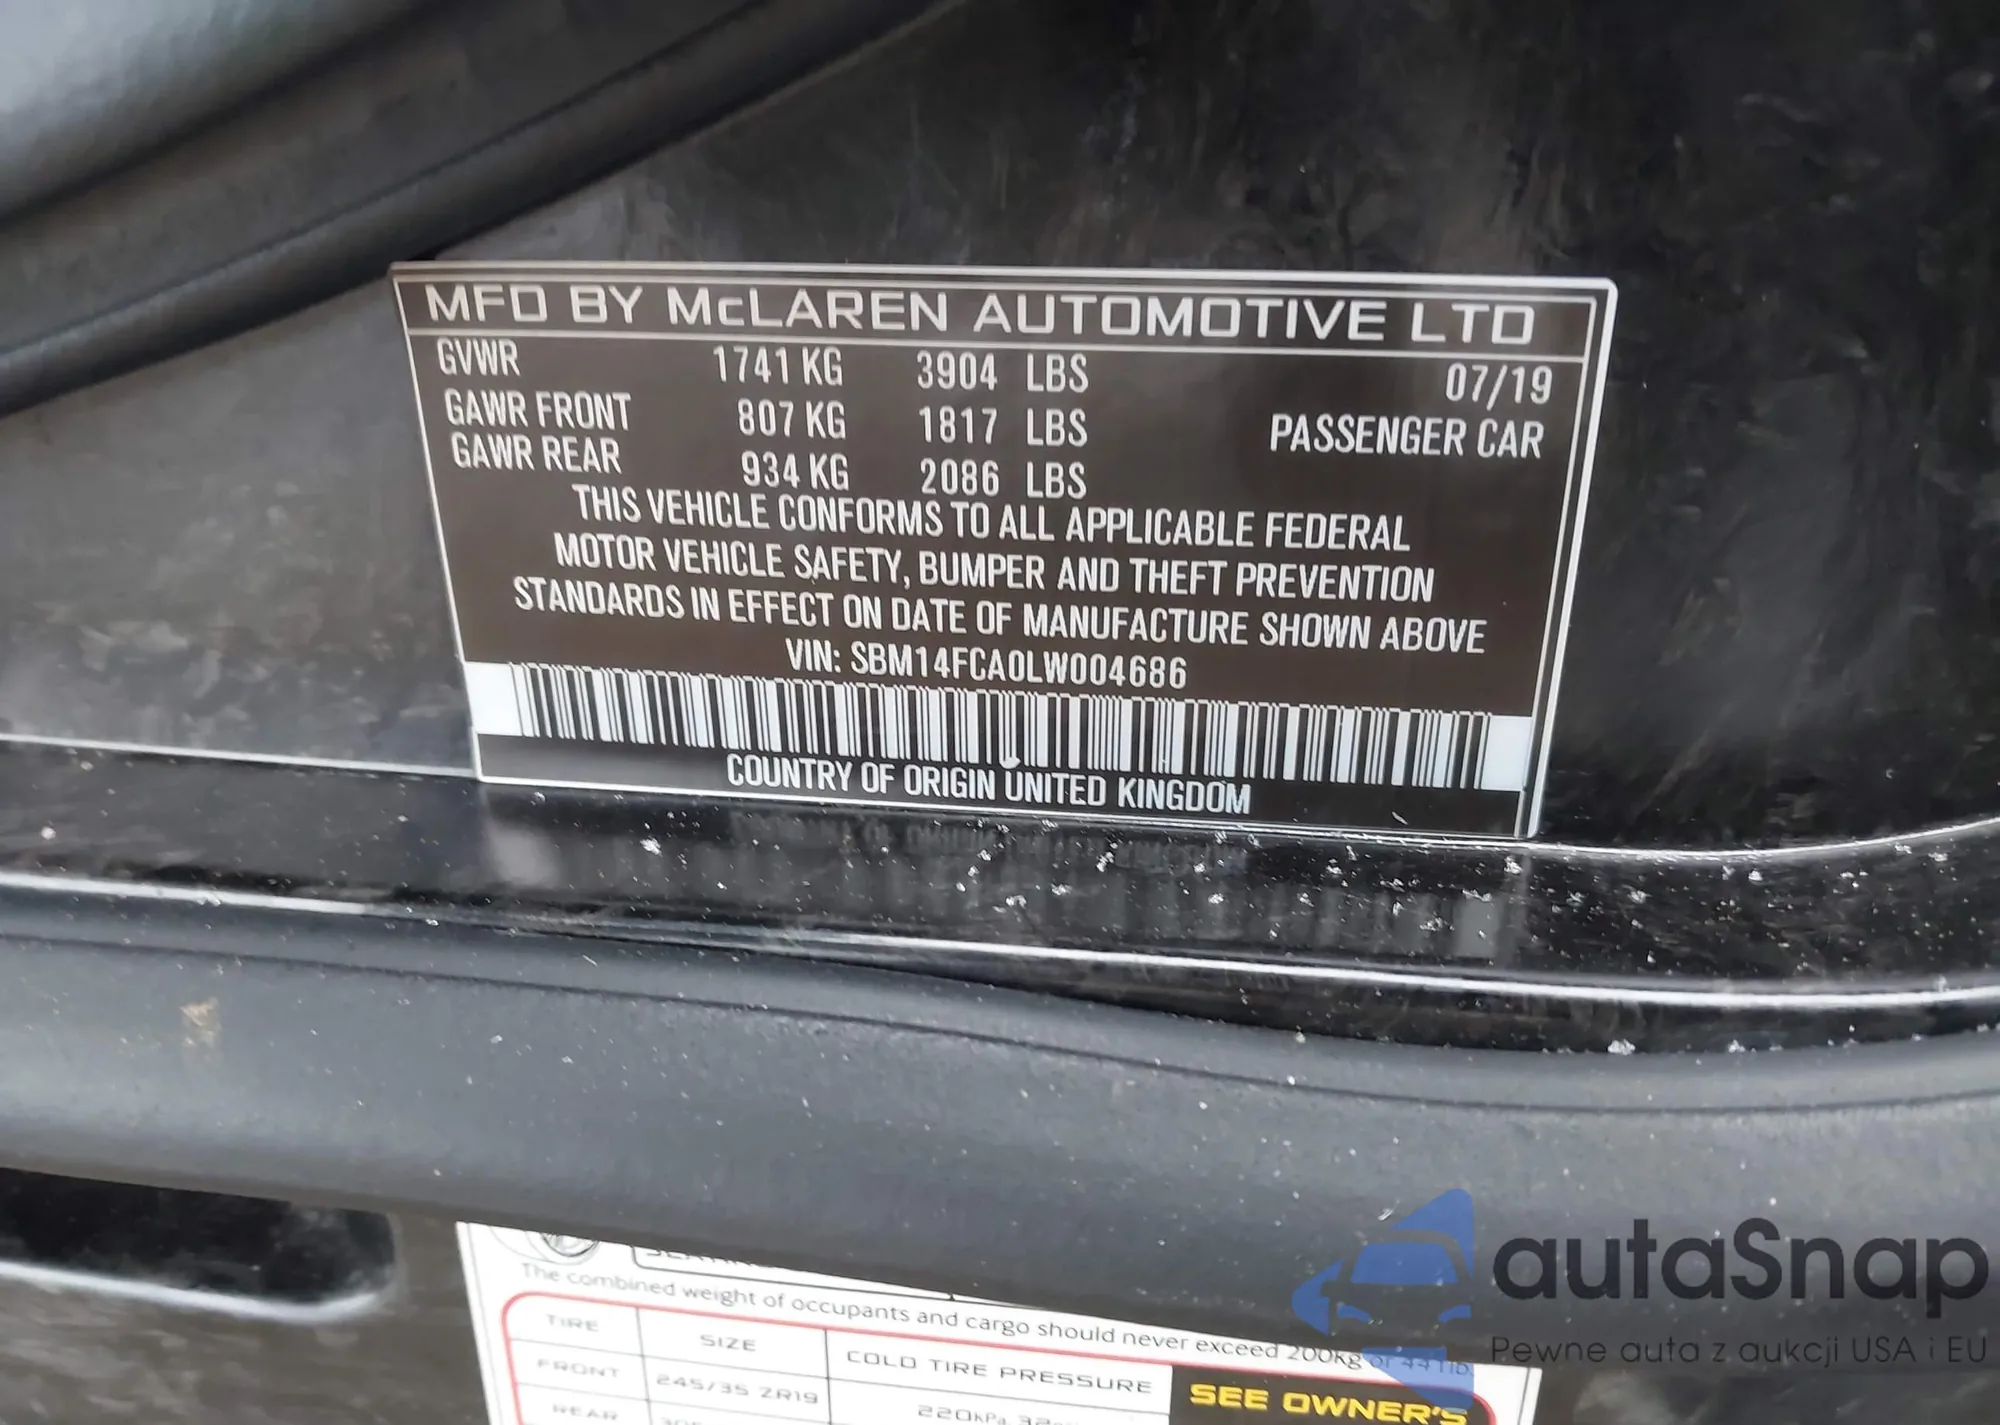 MFD BY McLAREN AUTOMOTIVE LTD
GVWR 1741 KG 3904 LBS 07/19
GAWR FRONT 807 KG 1817 LBS PASSENGER CAR
GAWR REAR 934 KG 2086 LBS
THIS VEHICLE CONFORMS TO ALL APPLICABLE FEDERAL
MOTOR VEHICLE SAFETY, BUMPER AND THEFT PREVENTION
STANDARDS IN EFFECT ON DATE OF MANUFACTURE SHOWN ABOVE
VIN: SBM14FCA0LW004686
COUNTRY OF ORIGIN UNITED KINGDOM
The combined weight of occupants and cargo should never exceed 200kg or
TIRE SIZE COLD TIRE PRESSURE
FRONT 245/35 ZR19 220kPa,
SEE OWNER'S
REAR
autaSnap
Pewne auta z aukcji USA i EU